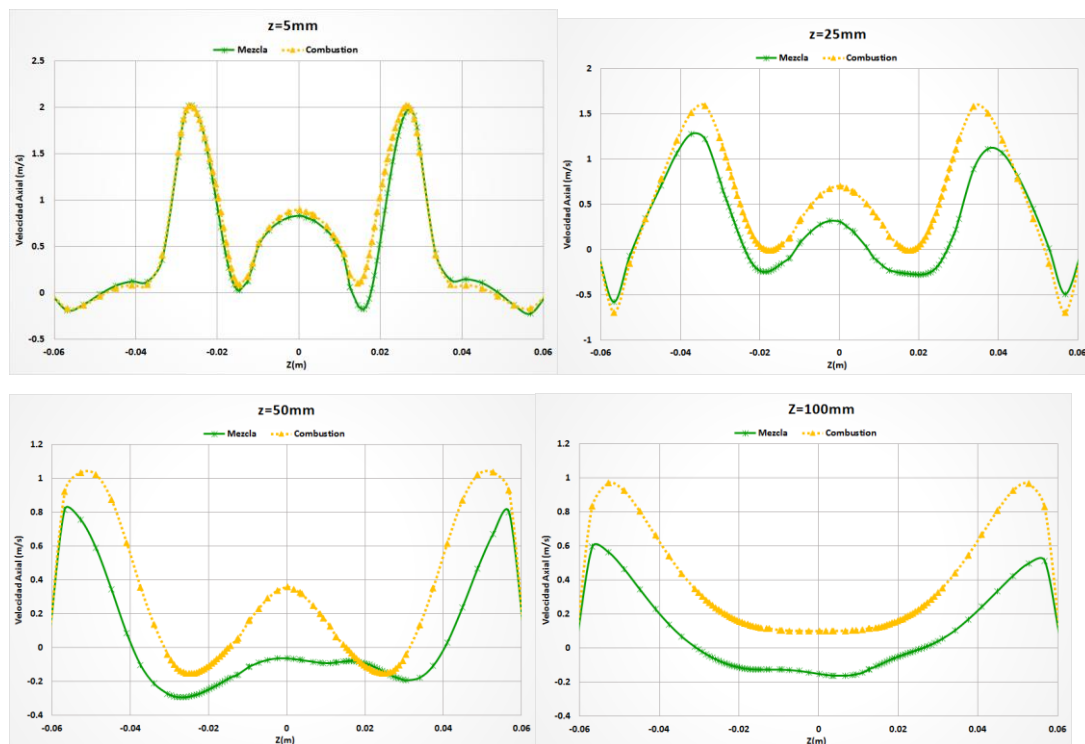 z=5mm
Mezcla Combustion
2.5
2
1.5
1
0.5
0
-0.5
-0.06 -0.04 -0.02 0 0.02 0.04 0.06
Velocidad Axial (m/s)
Z(m)
z=25mm
Mezcla Combustion
2
1.5
1
0.5
0
-0.5
-1
-0.06 -0.04 -0.02 0 0.02 0.04 0.06
Velocidad Axial (m/s)
Z(m)
z=50mm
Mezcla Combustion
1.2
1
0.8
0.6
0.4
0.2
0
-0.2
-0.4
-0.06 -0.04 -0.02 0 0.02 0.04 0.06
Velocidad Axial (m/s)
Z(m)
Z=100mm
Mezcla Combustion
1.2
1
0.8
0.6
0.4
0.2
0
-0.2
-0.4
-0.06 -0.04 -0.02 0 0.02 0.04 0.06
Velocidad Axial (m/s)
Z(m)